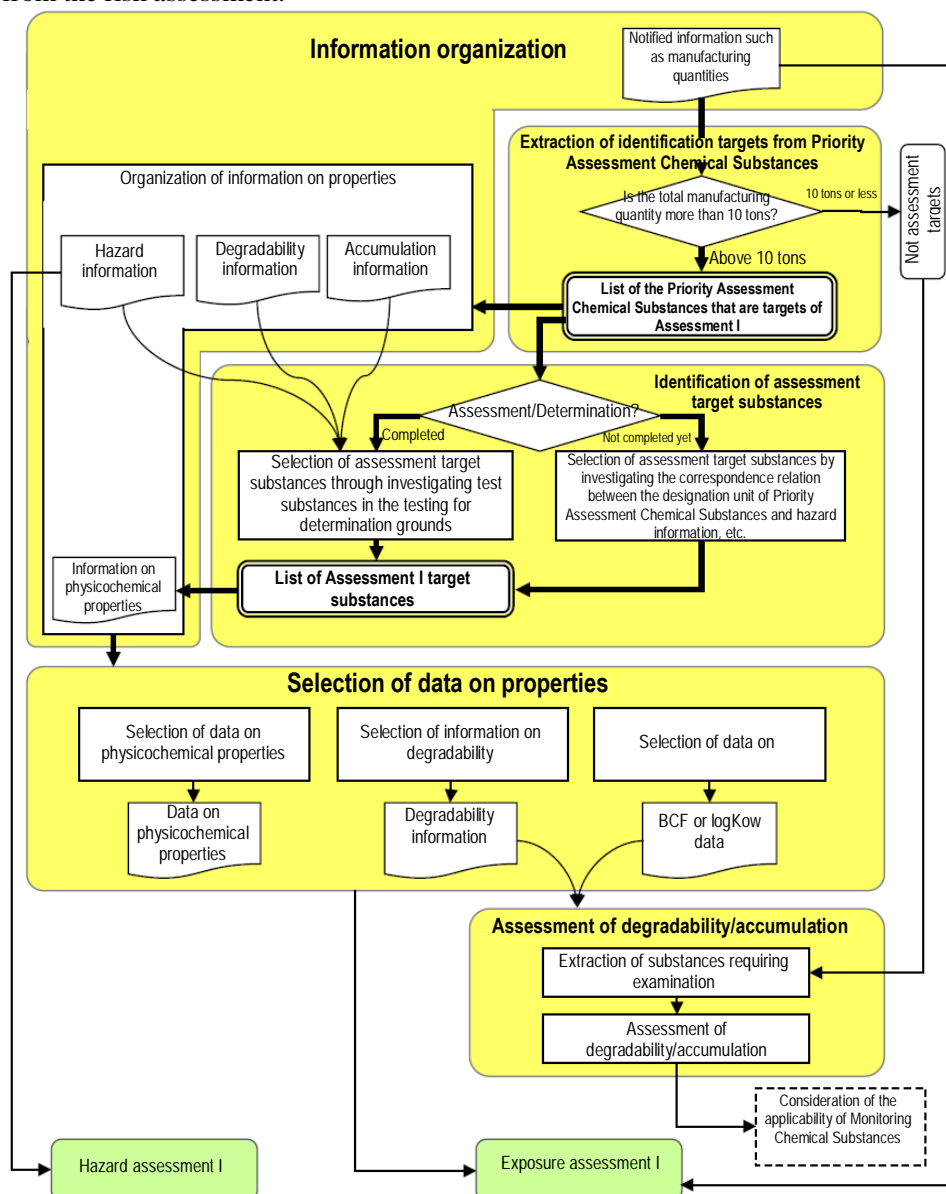 from the risk assessment.
Information organization
Notified information such
as manufacturing
quantities
Extraction of identification targets from Priority
Assessment Chemical Substances
Is the total manufacturing
quantity more than 10 tons?
10 tons or less
Not assessment
targets
Above 10 tons
List of the Priority Assessment
Chemical Substances that are targets of
Assessment I
Organization of information on properties
Hazard
information
Degradability
information
Accumulation
information
Identification of assessment
target substances
Assessment/Determination?
Completed
Not completed yet
Selection of assessment target
substances through investigating test
substances in the testing for
determination grounds
Selection of assessment target substances by
investigating the correspondence relation
between the designation unit of Priority
Assessment Chemical Substances and hazard
information, etc.
List of Assessment I target
substances
Information on
physicochemical
properties
Selection of data on properties
Selection of data on
physicochemical properties
Selection of information on
degradability
Selection of data on
Data on
physicochemical
properties
Degradability
information
BCF or logKow
data
Assessment of degradability/accumulation
Extraction of substances requiring
examination
Assessment of
degradability/accumulation
Consideration of the
applicability of Monitoring
Chemical Substances
Hazard assessment I
Exposure assessment I